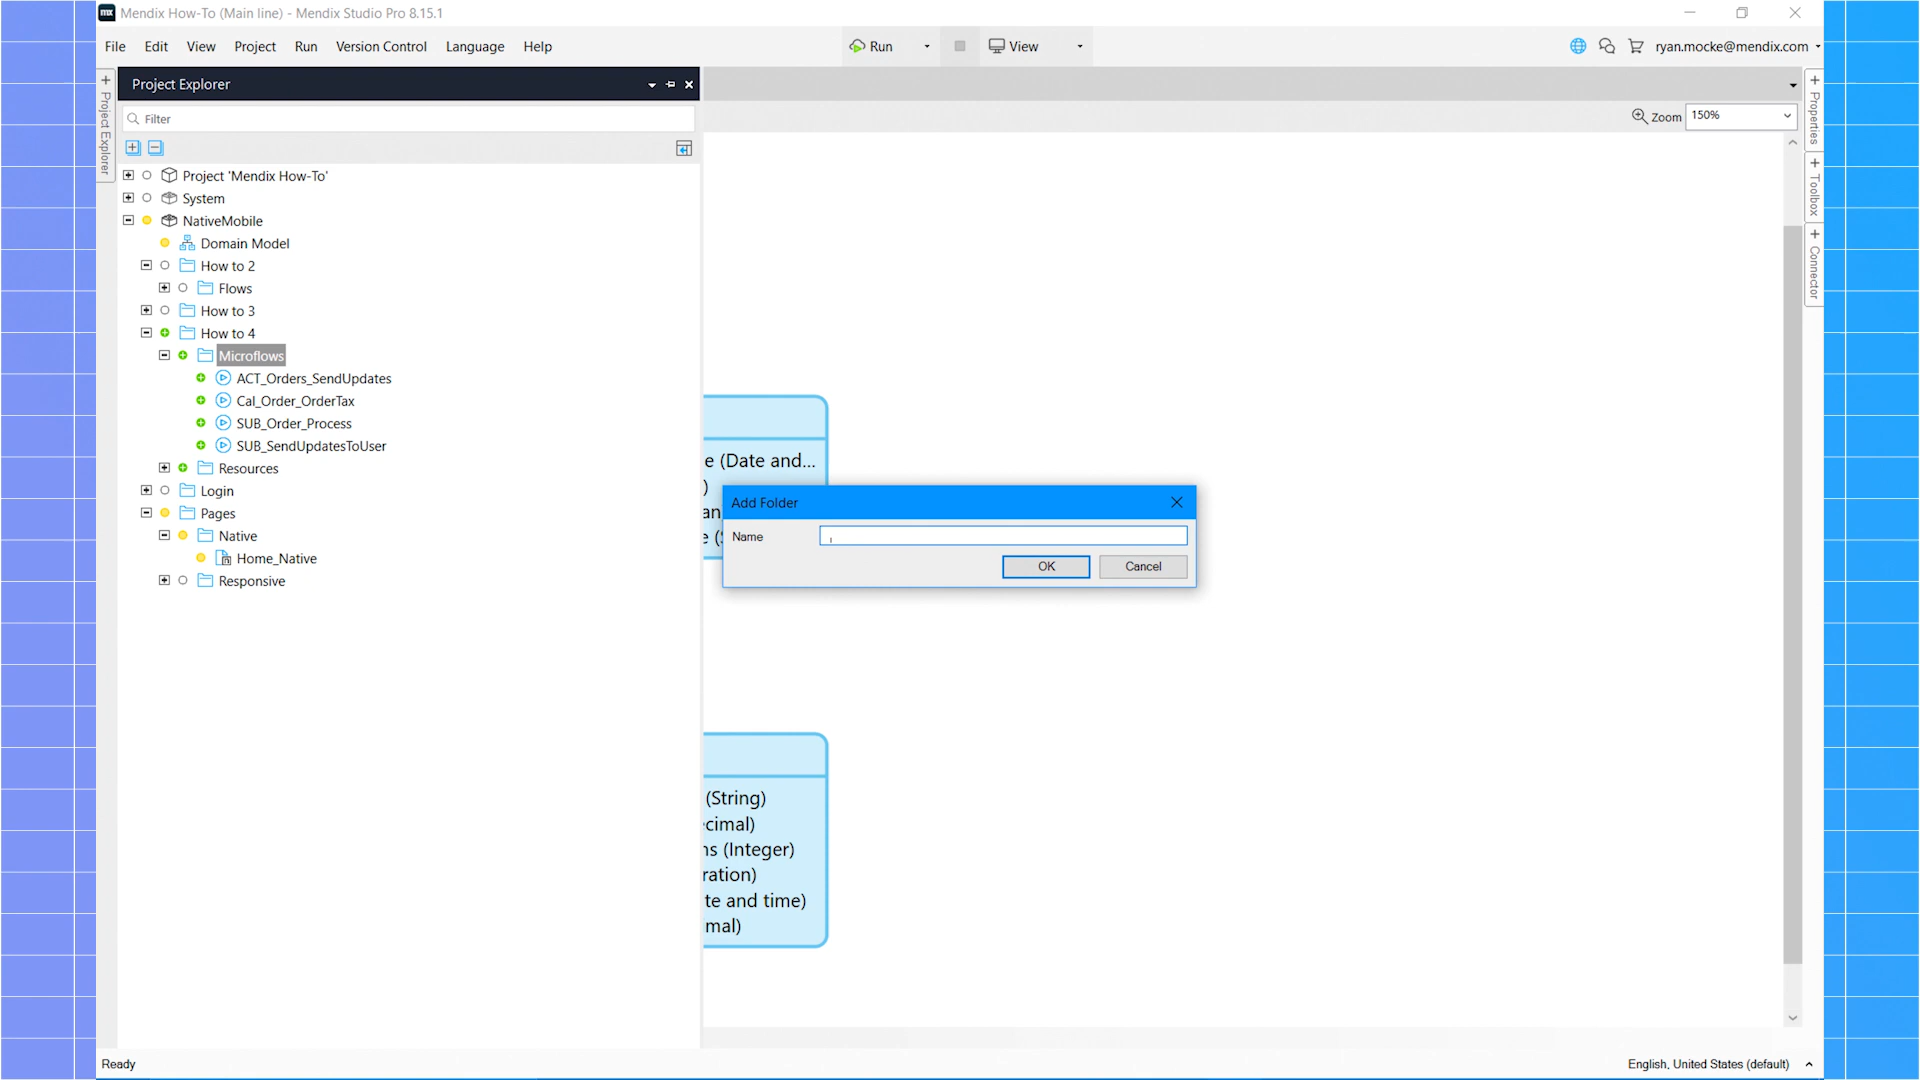 mx Mendix How-To (Main line) - Mendix Studio Pro 8.15.1
File Edit View Project Run Version Control Language Help
Run
View
ryan.mocke@mendix.com
Project Explorer
Project Explorer
Filter
Zoom 150%
Properties
Toolbox
Connector
Project 'Mendix How-To'
System
NativeMobile
Domain Model
How to 2
Flows
How to 3
How to 4
Microflows
ACT_Orders_SendUpdates
Cal_Order_OrderTax
SUB_Order_Process
SUB_SendUpdatesToUser
Resources
Login
Pages
Native
Home_Native
Responsive
e (Date and...
)
an
e (S
Add Folder
Name
OK Cancel
(String)
ecimal)
ns (Integer)
ration)
te and time)
mal)
Ready
English, United States (default)